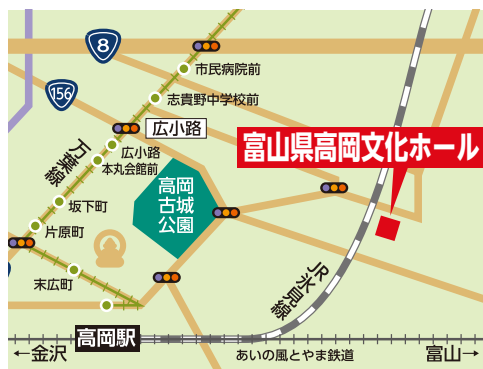 8
市民病院前
156
志貴野中学校前
広小路
富山県高岡文化ホール
万葉線
広小路
本丸会館前
高岡
古城
公園
坂下町
片原町
末広町
JR氷見線
高岡駅
←金沢
あいの風とやま鉄道
富山→